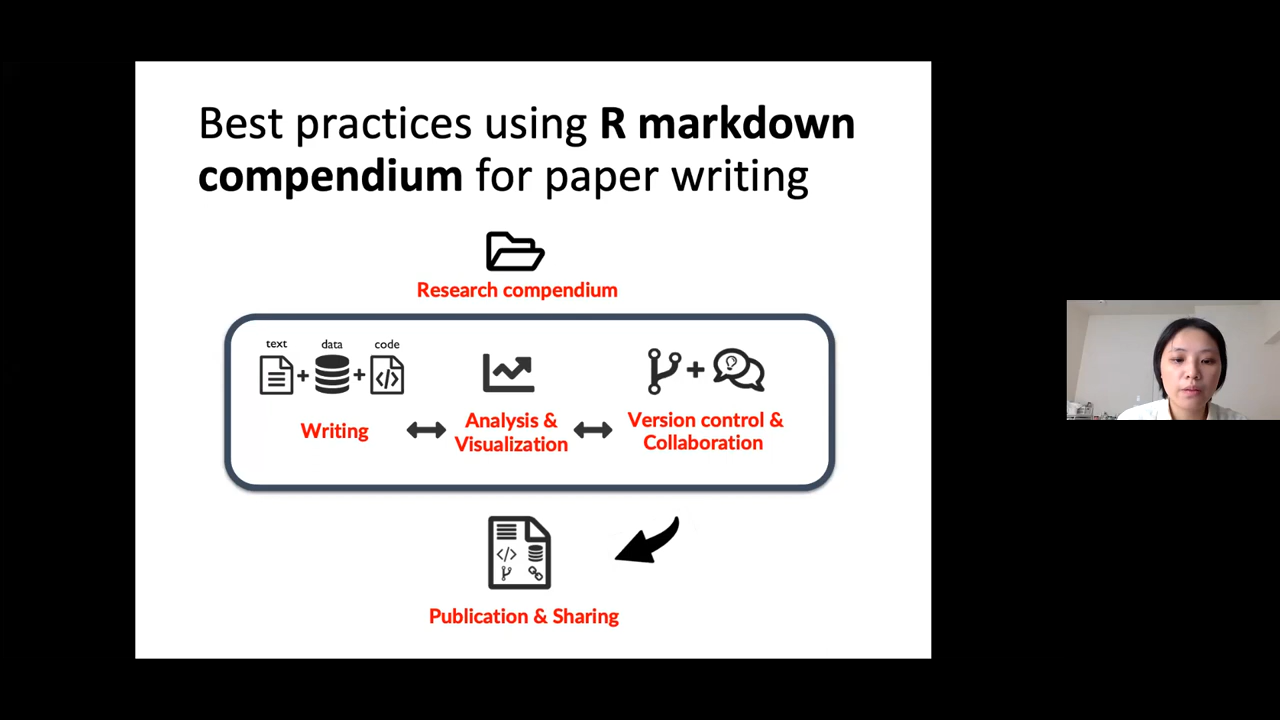 Best practices using R markdown
compendium for paper writing
Research compendium
text data code
Writing
Analysis &
Visualization
Version control &
Collaboration
Publication & Sharing